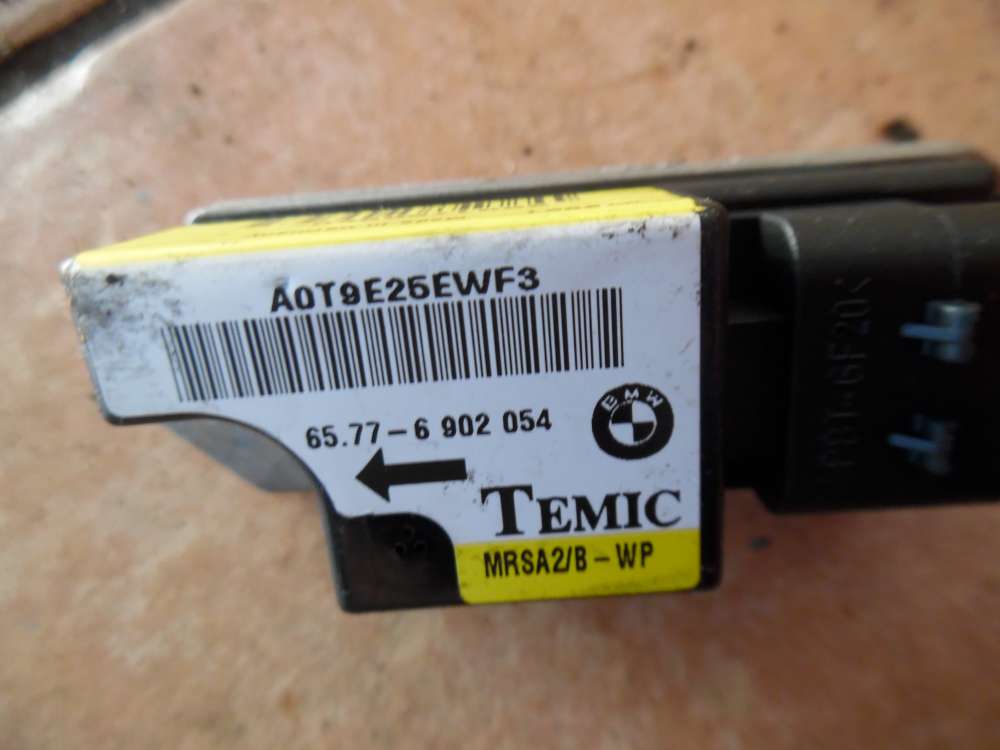 A0T9E25EWF3
65.77-6 902 054
BMW
TEMIC
MRSA2/B-WP